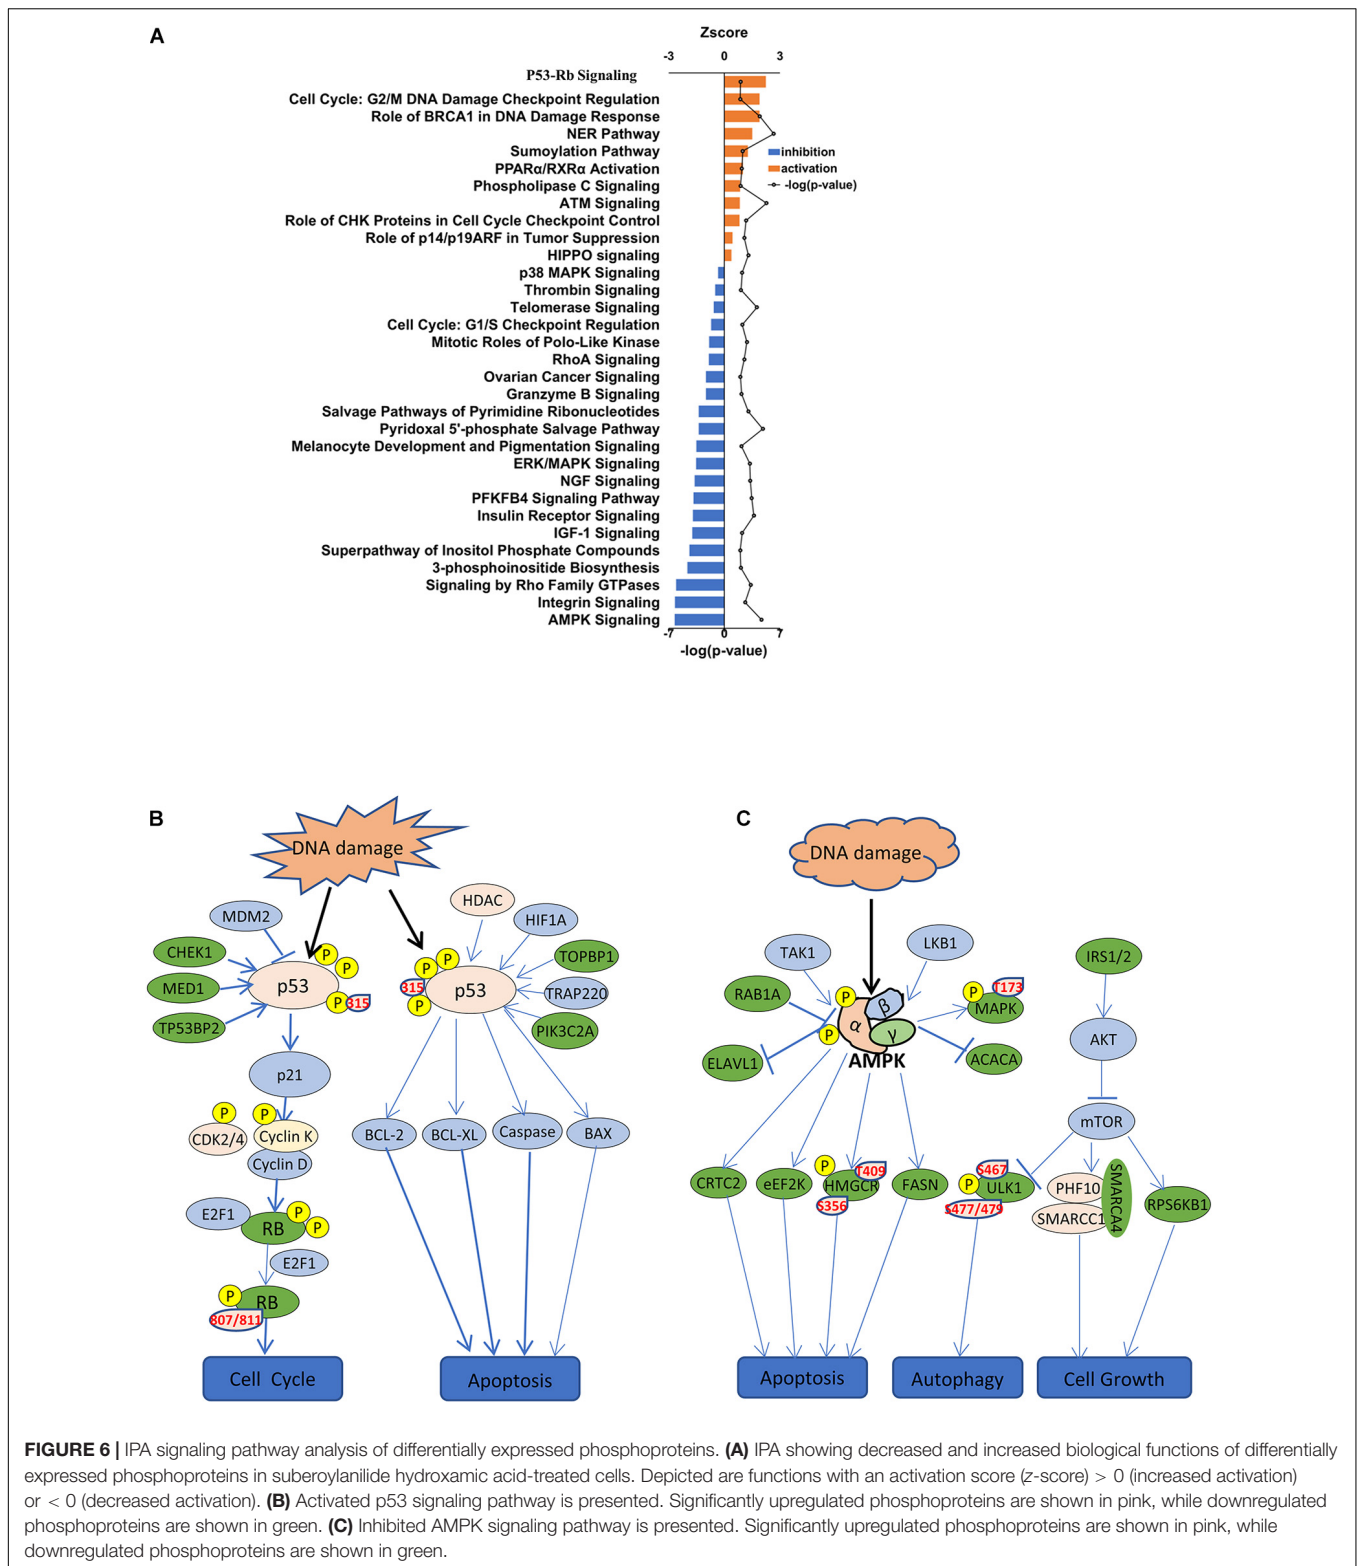 A
Zscore
-3 0 3
P53-Rb Signaling
Cell Cycle: G2/M DNA Damage Checkpoint Regulation
Role of BRCA1 in DNA Damage Response
NER Pathway
Sumoylation Pathway
PPARα/RXRα Activation
Phospholipase C Signaling
ATM Signaling
Role of CHK Proteins in Cell Cycle Checkpoint Control
Role of p14/p19ARF in Tumor Suppression
HIPPO signaling
p38 MAPK Signaling
Thrombin Signaling
Telomerase Signaling
Cell Cycle: G1/S Checkpoint Regulation
Mitotic Roles of Polo-Like Kinase
RhoA Signaling
Ovarian Cancer Signaling
Granzyme B Signaling
Salvage Pathways of Pyrimidine Ribonucleotides
Pyridoxal 5'-phosphate Salvage Pathway
Melanocyte Development and Pigmentation Signaling
ERK/MAPK Signaling
NGF Signaling
PFKFB4 Signaling Pathway
Insulin Receptor Signaling
IGF-1 Signaling
Superpathway of Inositol Phosphate Compounds
3-phosphoinositide Biosynthesis
Signaling by Rho Family GTPases
Integrin Signaling
AMPK Signaling
inhibition
activation
-log(p-value)
-7 0 7
-log(p-value)
B
DNA damage
MDM2
CHEK1
MED1
TP53BP2
p53
P
P
P
315
p21
P
CDK2/4
P
Cyclin K
Cyclin D
E2F1
RB
P
P
E2F1
P
RB
807/811
Cell Cycle
HDAC
HIF1A
TOPBP1
TRAP220
PIK3C2A
P
P
315
P
p53
BCL-2
BCL-XL
Caspase
BAX
Apoptosis
C
DNA damage
TAK1
LKB1
RAB1A
ELAVL1
P
P
α
β
γ
AMPK
P
T173
MAPK
ACACA
IRS1/2
AKT
mTOR
CRTC2
eEF2K
P
T409
HMGCR
S356
FASN
S467
P
ULK1
S477/479
PHF10
SMARCC1
SMARCA4
RPS6KB1
Apoptosis
Autophagy
Cell Growth
FIGURE 6 | IPA signaling pathway analysis of differentially expressed phosphoproteins. (A) IPA showing decreased and increased biological functions of differentially
expressed phosphoproteins in suberoylanilide hydroxamic acid-treated cells. Depicted are functions with an activation score (z-score) > 0 (increased activation)
or < 0 (decreased activation). (B) Activated p53 signaling pathway is presented. Significantly upregulated phosphoproteins are shown in pink, while downregulated
phosphoproteins are shown in green. (C) Inhibited AMPK signaling pathway is presented. Significantly upregulated phosphoproteins are shown in pink, while
downregulated phosphoproteins are shown in green.